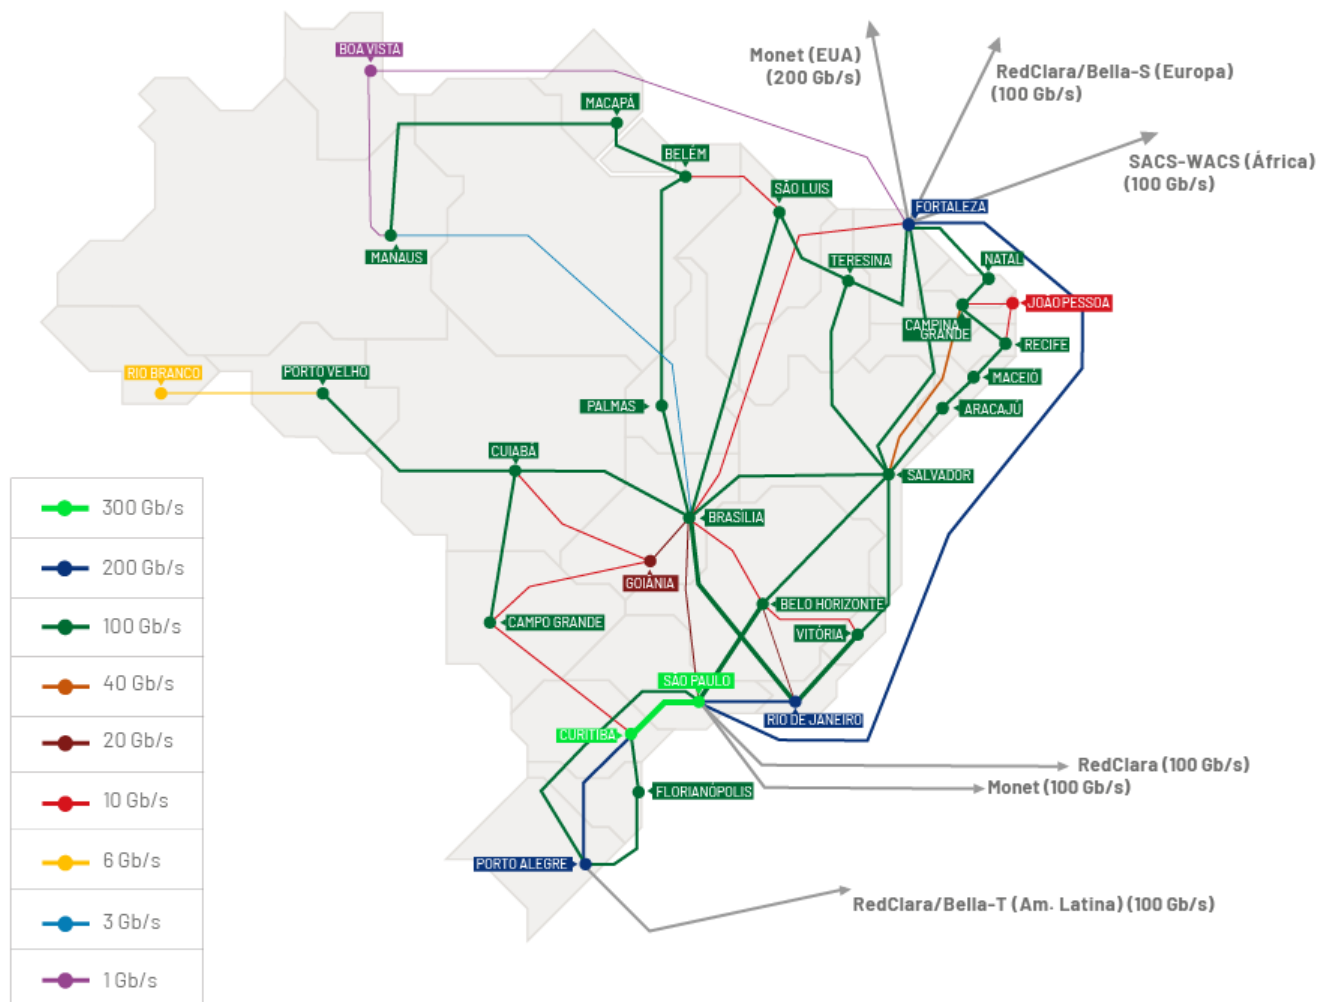 BOA VISTA
Monet (EUA)
(200 Gb/s)
RedClara/Bella-S (Europa)
(100 Gb/s)
MACAPÁ
BELÉM
SACS-WACS (África)
(100 Gb/s)
SÃO LUIS
FORTALEZA
MANAUS
TERESINA
NATAL
JOÃO PESSOA
CAMPINA
GRANDE
RECIFE
RIO BRANCO
PORTO VELHO
MACEIÓ
PALMAS
ARACAJÚ
CUIABÁ
SALVADOR
BRASÍLIA
GOIÂNIA
BELO HORIZONTE
CAMPO GRANDE
VITÓRIA
SÃO PAULO
RIO DE JANEIRO
CURITIBA
RedClara (100 Gb/s)
Monet (100 Gb/s)
FLORIANÓPOLIS
PORTO ALEGRE
RedClara/Bella-T (Am. Latina) (100 Gb/s)
300 Gb/s
200 Gb/s
100 Gb/s
40 Gb/s
20 Gb/s
10 Gb/s
6 Gb/s
3 Gb/s
1 Gb/s